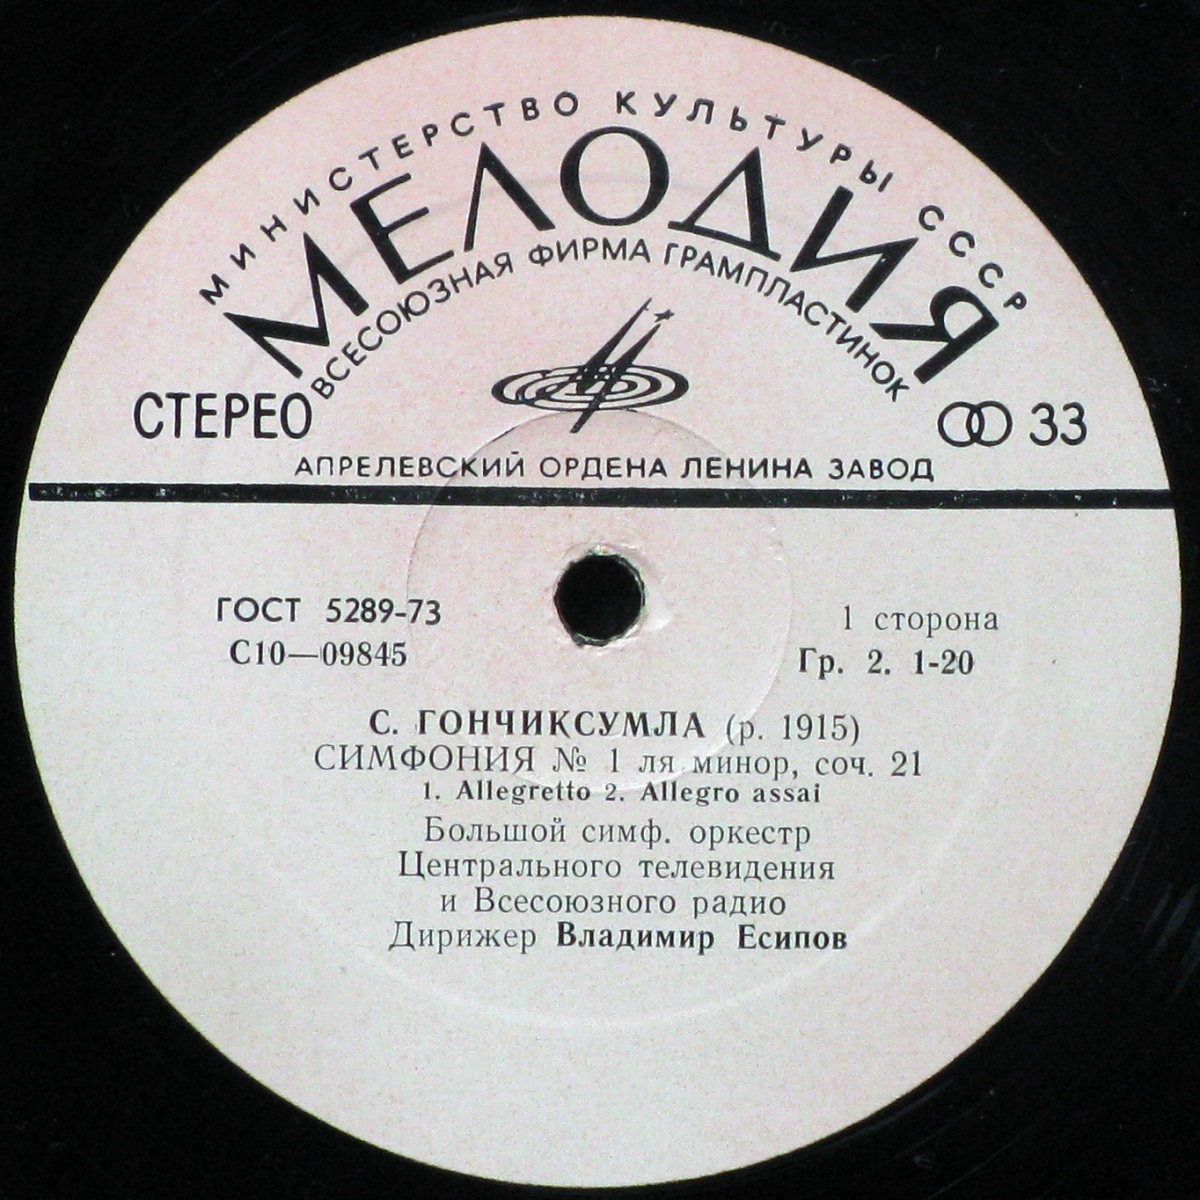 МИНИСТЕРСТВО КУЛЬТУРЫ СССР
МЕЛОДИЯ
ВСЕСОЮЗНАЯ ФИРМА ГРАМПЛАСТИНОК
СТЕРЕО
33
АПРЕЛЕВСКИЙ ОРДЕНА ЛЕНИНА ЗАВОД
ГОСТ 5289-73
С10—09845
1 сторона
Гр. 2. 1-20
С. ГОНЧИКСУМЛА (р. 1915)
СИМФОНИЯ № 1 ля минор, соч. 21
1. Allegretto 2. Allegro assai
Большой симф. оркестр
Центрального телевидения
и Всесоюзного радио
Дирижер Владимир Есипов